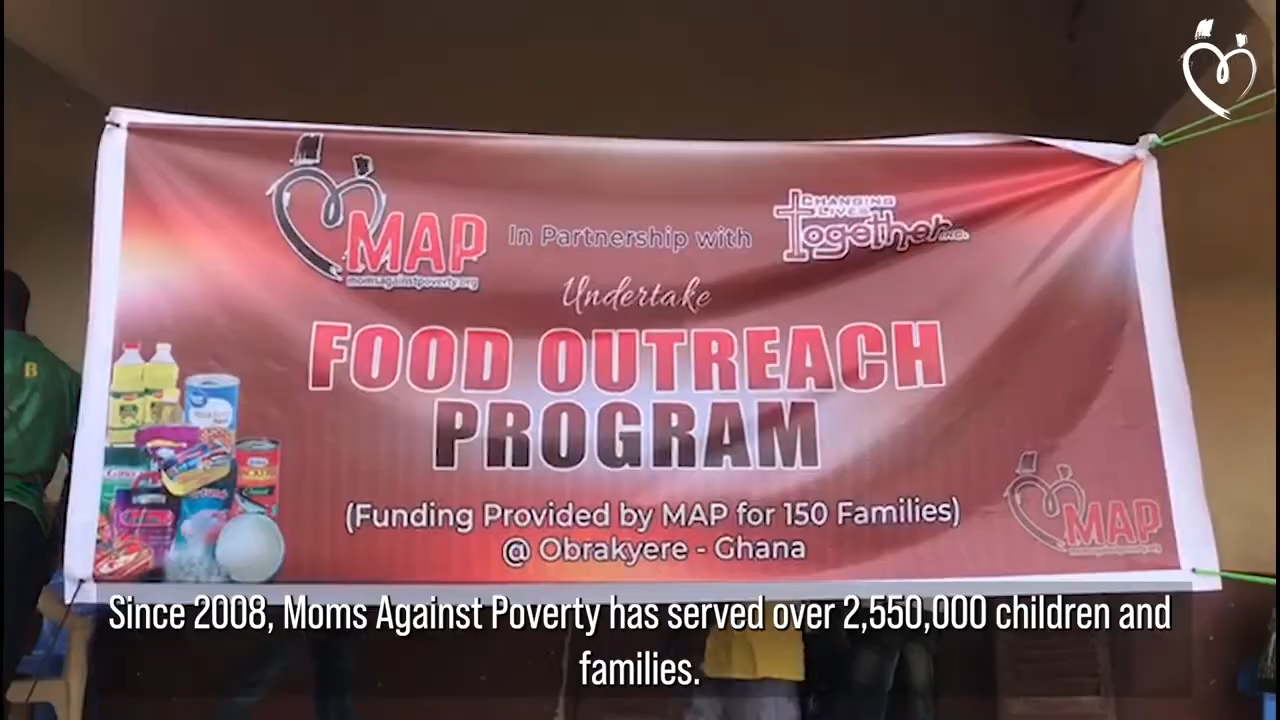 B
MAP
momsagainstpoverty.org
In Partnership with
CHANGING
LIVES
Together INC.
Undertake
FOOD OUTREACH
PROGRAM
(Funding Provided by MAP for 150 Families)
@ Obrakyere - Ghana
MAP
momsagainstpoverty.org
Since 2008, Moms Against Poverty has served over 2,550,000 children and
families.